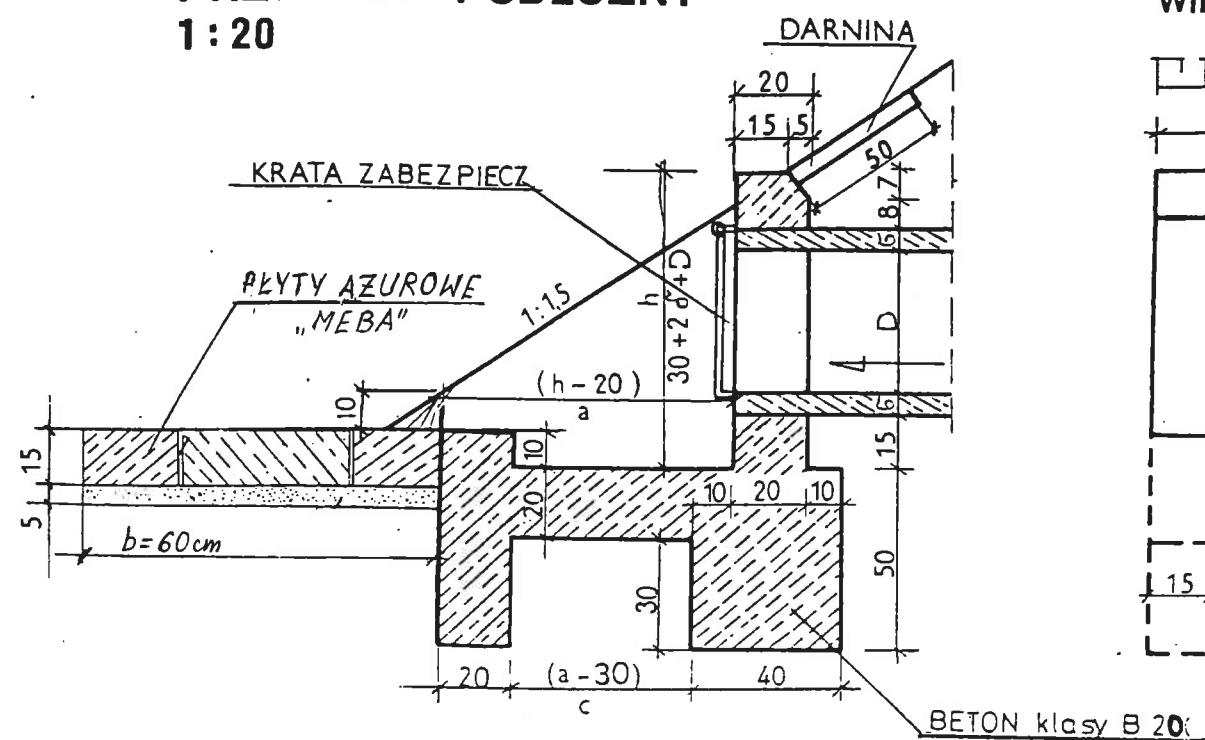 1:20
DARNINA
20
15 5
50
KRATA ZABEZPIECZ
7
8
6
PŁYTY AŻUROWE
„MEBA”
1:1,5
h
30+2δ+D
D
10
(h-20)
a
6
15
5
10
20
10 20 10
15
b=60cm
30
50
15
20 (a-30) 40
c
BETON klasy B 20